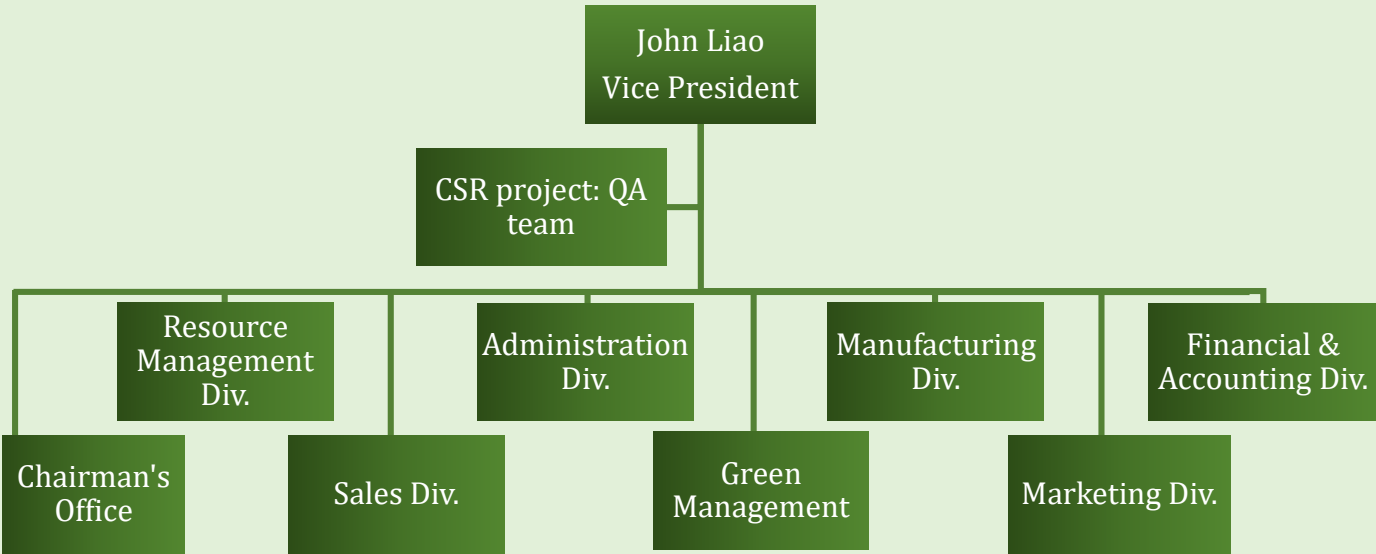 John Liao
Vice President
CSR project: QA
team
Resource
Management
Div.
Administration
Div.
Manufacturing
Div.
Financial &
Accounting Div.
Chairman's
Office
Sales Div.
Green
Management
Marketing Div.